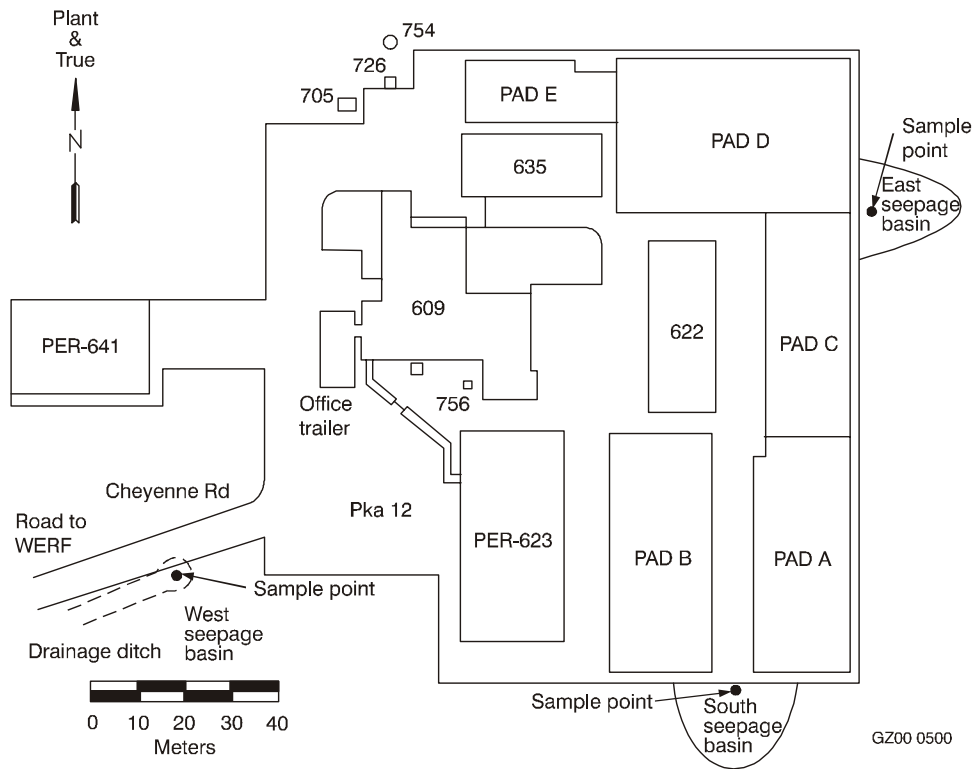 Plant
&
True
N
754
726
705
PAD E
PAD D
635
Sample
point
East
seepage
basin
609
622
PER-641
PAD C
Office
trailer
756
Cheyenne Rd
Pka 12
Road to
WERF
PER-623
PAD B
PAD A
Sample point
West
seepage
basin
Drainage ditch
0 10 20 30 40
Meters
Sample point
South
seepage
basin
GZ00 0500